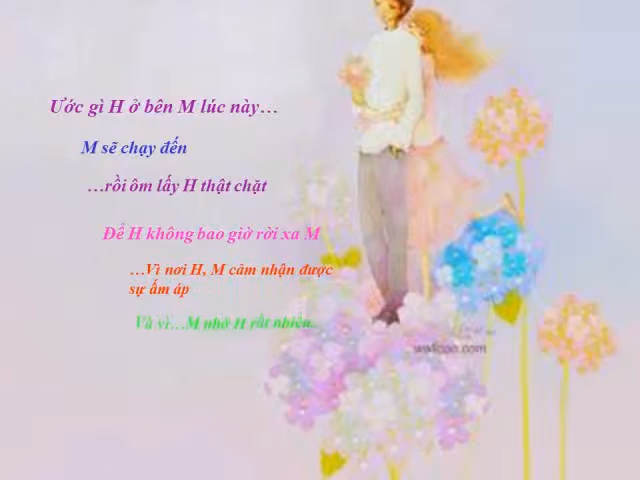 Ước gì H ở bên M lúc này…
M sẽ chạy đến
…rồi ôm lấy H thật chặt
Để H không bao giờ rời xa M
…Vì nơi H, M cảm nhận được
sự ấm áp
Và vì…M nhớ H rất nhiều.